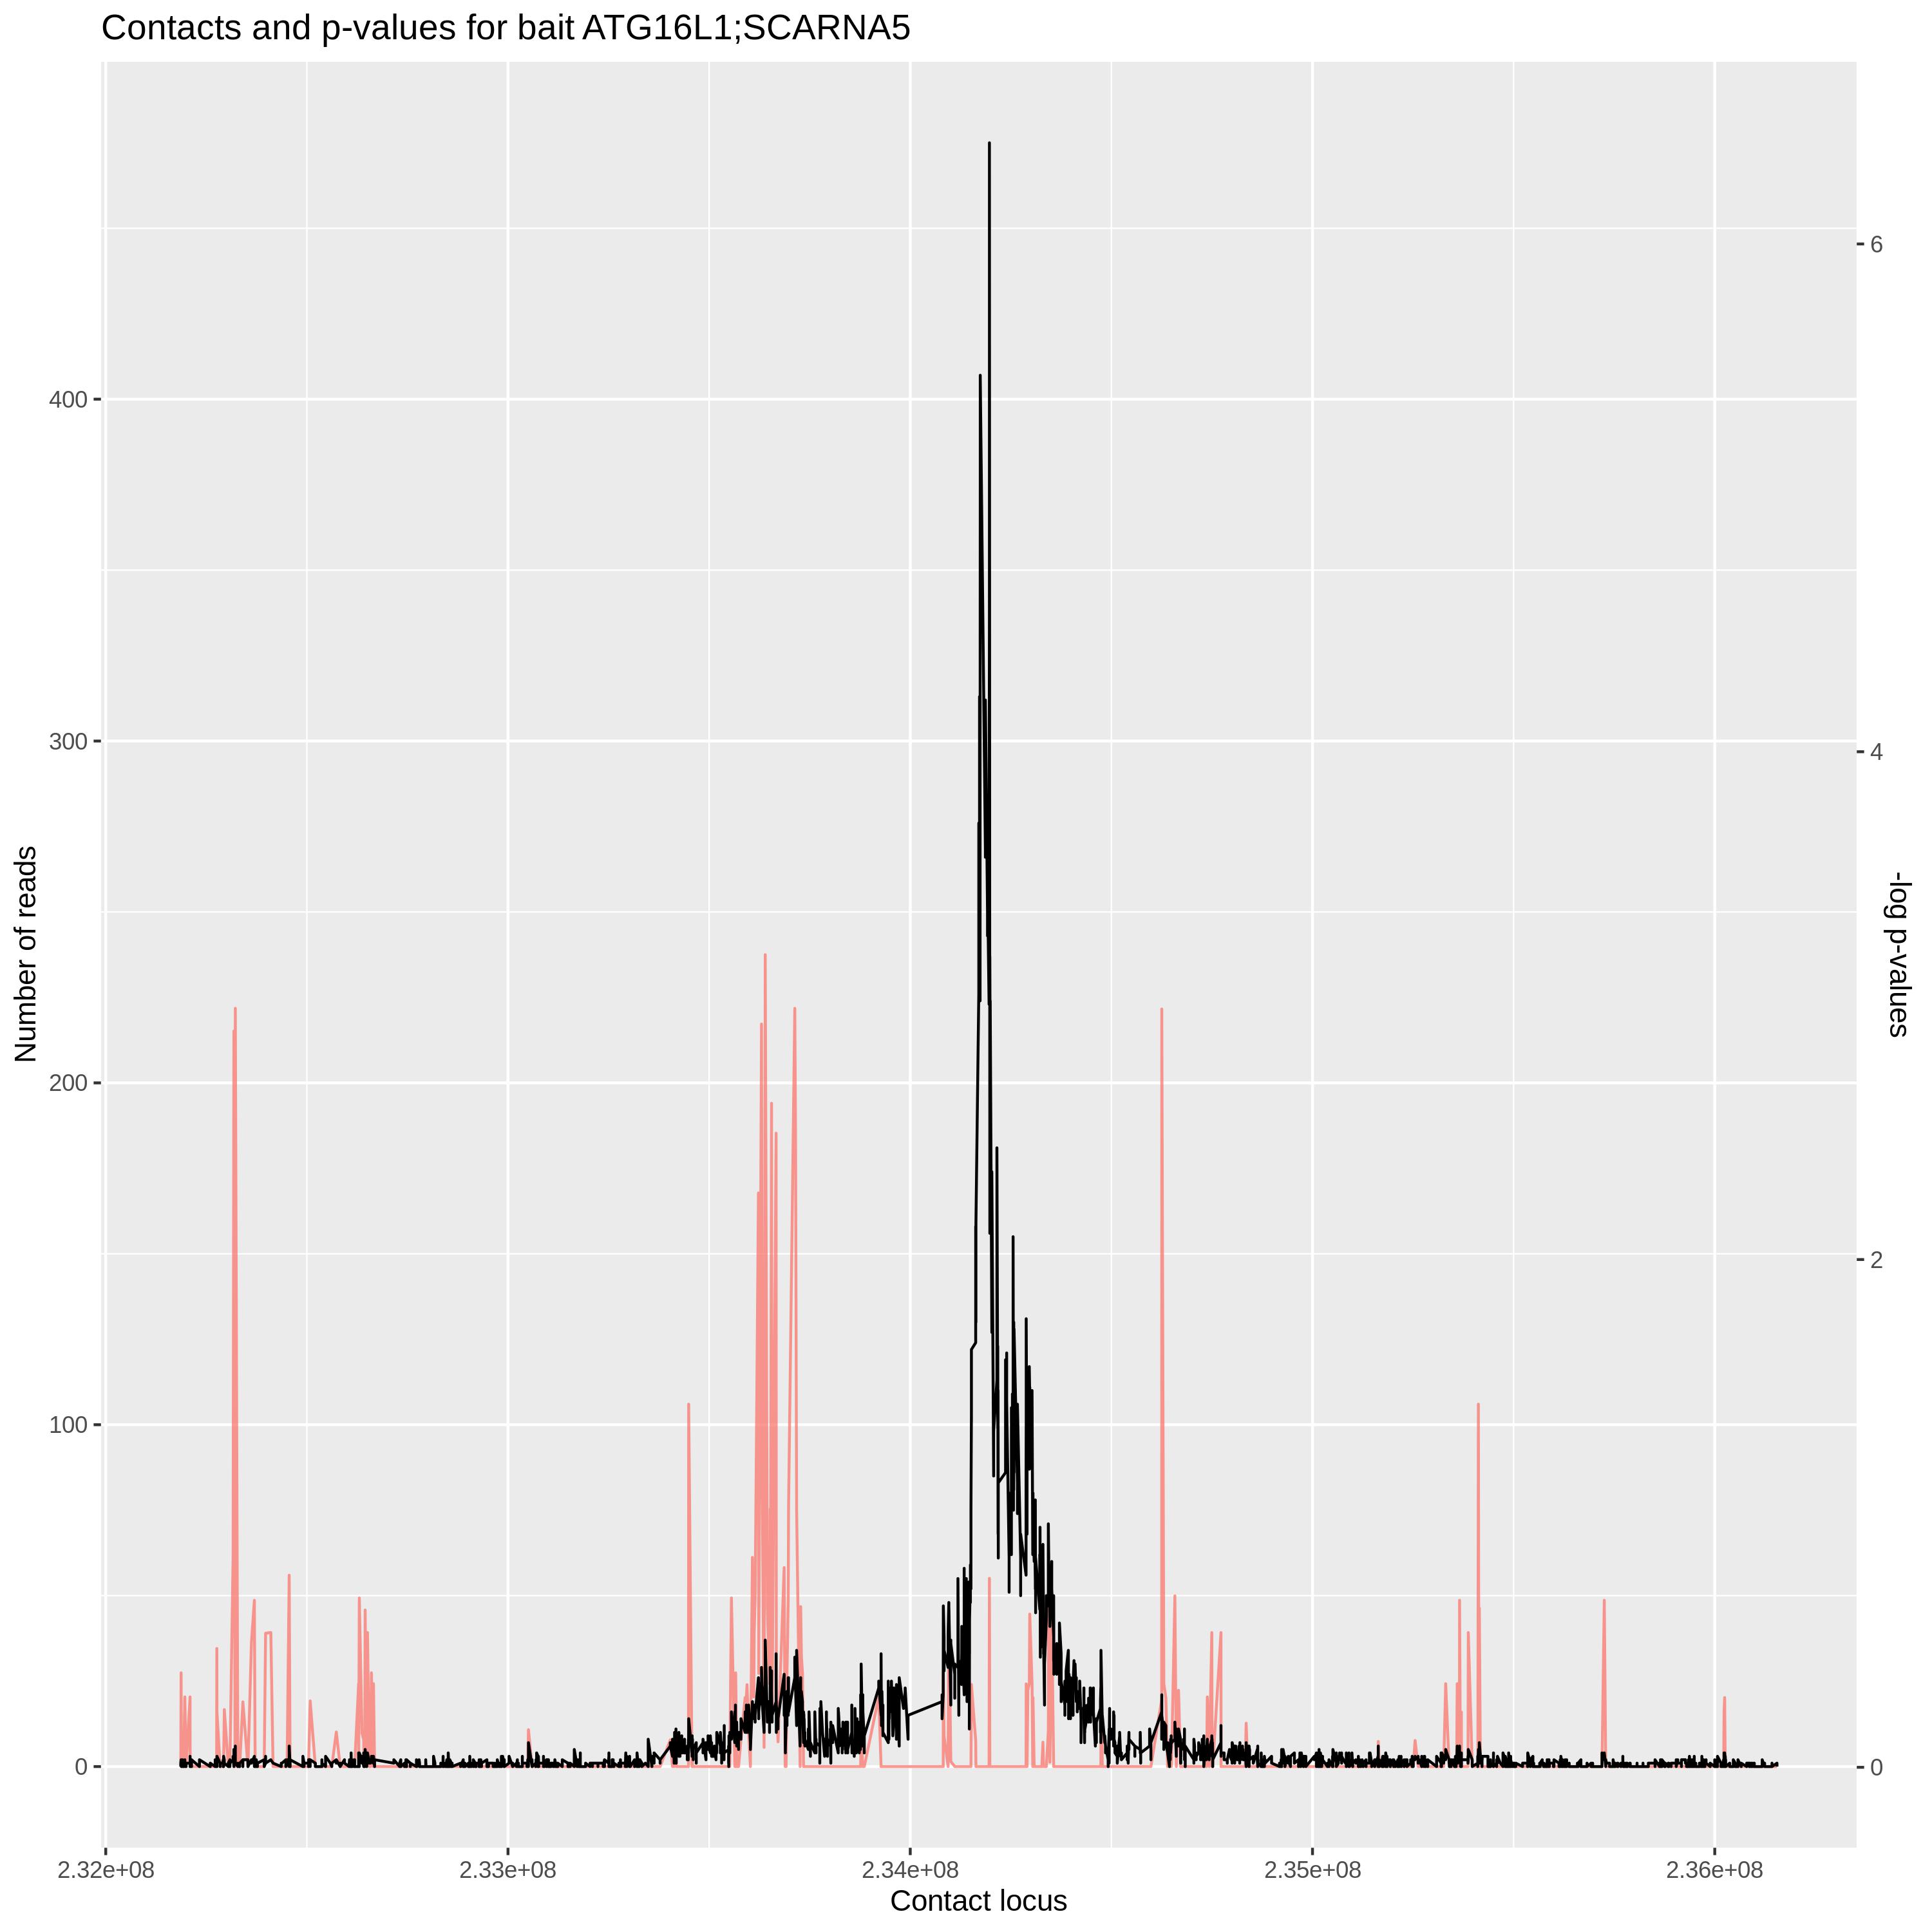 Contacts and p-values for bait ATG16L1;SCARNA5
Number of reads
400
300
200
100
0
6
4
2
0
-log p-values
2.32e+08
2.33e+08
2.34e+08
2.35e+08
2.36e+08
Contact locus